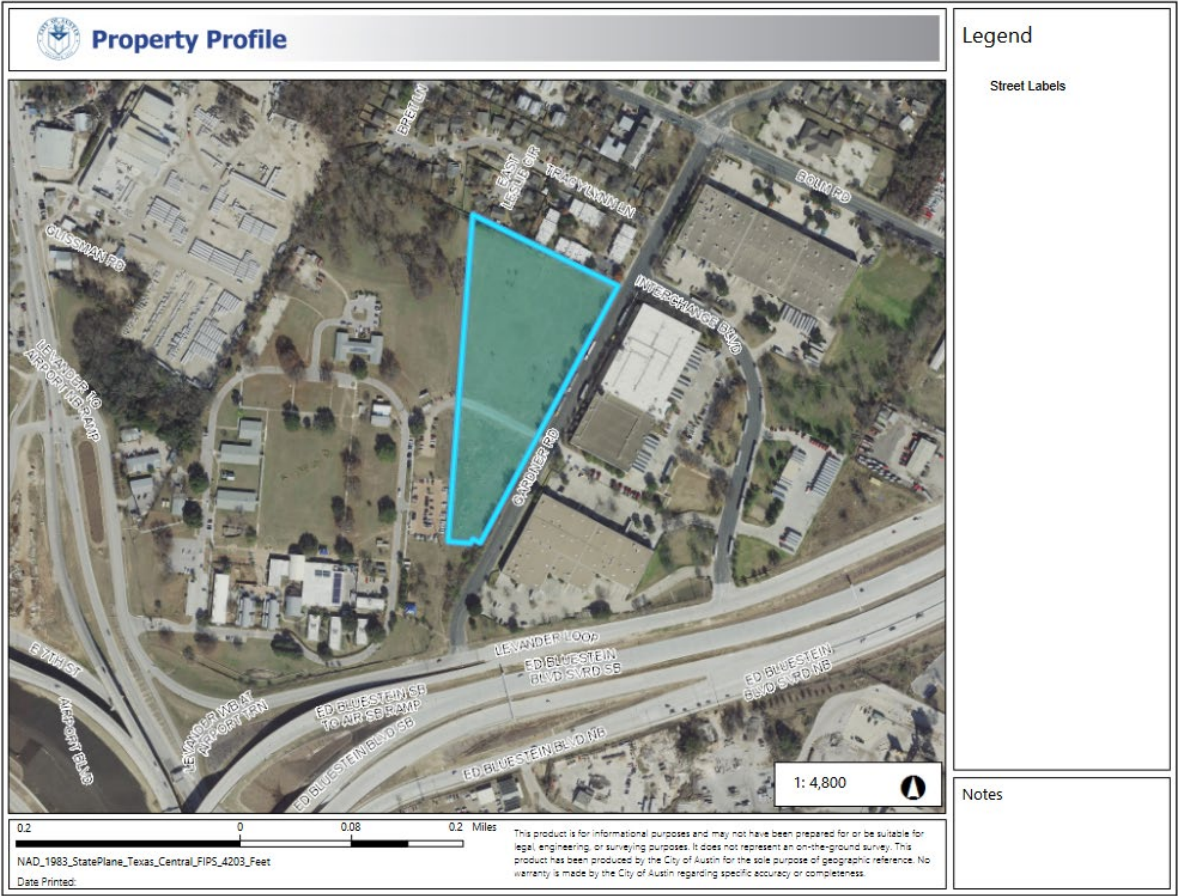 Property Profile
Legend
Street Labels
BRET LN
EAST
LESLIE CIR
TRACY LYNN LN
BOLM RD
GLISSMAN RD
INTERCHANGE BLVD
LEVANDER TO
AIRPORT NB RAMP
GARDNER RD
LEVANDER LOOP
E 7TH ST
ED BLUESTEIN
BLVD SVRD SB
ED BLUESTEIN
BLVD SVRD NB
AIRPORT BLVD
LEVANDER WB AT
AIRPORT TRN
ED BLUESTEIN SB
TO AIR SB RAMP
ED BLUESTEIN BLVD SB
ED BLUESTEIN BLVD NB
1: 4,800
Notes
0.2 0 0.08 0.2 Miles
NAD_1983_StatePlane_Texas_Central_FIPS_4203_Feet
Date Printed:
This product is for informational purposes and may not have been prepared for or be suitable for
legal, engineering, or surveying purposes. It does not represent an on-the-ground survey. This
product has been produced by the City of Austin for the sole purpose of geographic reference. No
warranty is made by the City of Austin regarding specific accuracy or completeness.